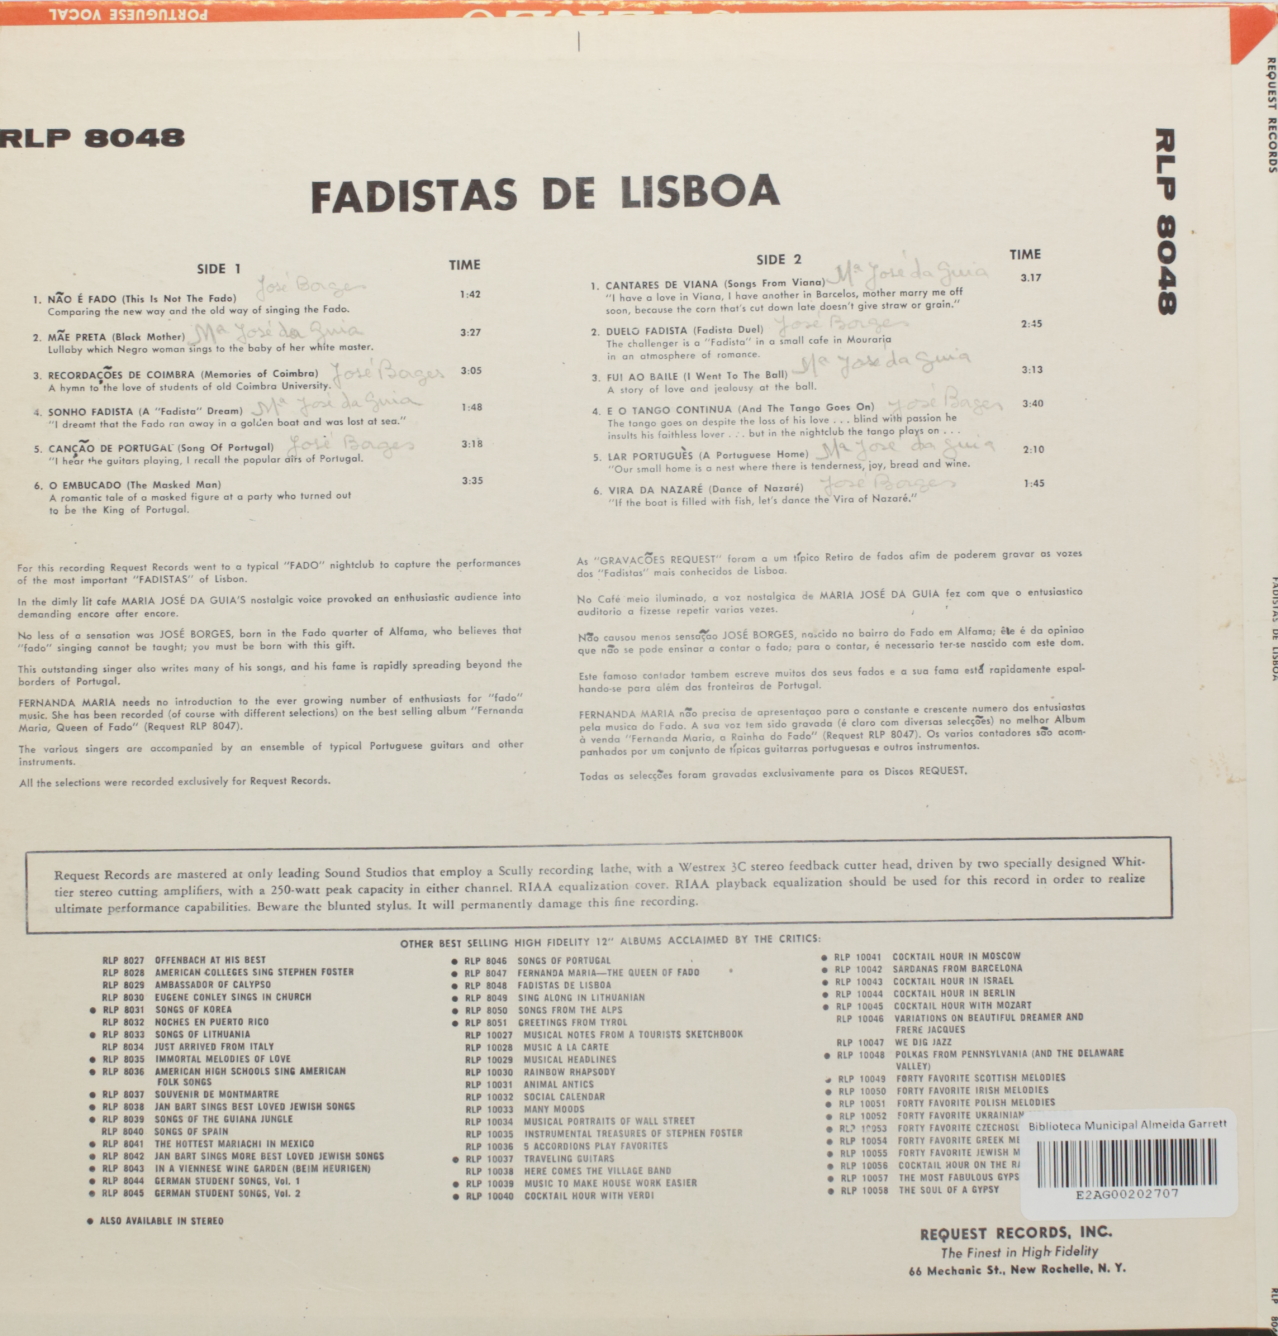 PORTUGUESE VOCAL
RLP 8048
RLP 8048
REQUEST RECORDS
FADISTAS DE LISBOA
FADISTAS DE LISBOA
SIDE 1 TIME
1. NÃO É FADO (This Is Not The Fado) José Borges 1:42
Comparing the new way and the old way of singing the Fado.
2. MÃE PRETA (Black Mother) Mª José da Guia 3:27
Lullaby which Negro woman sings to the baby of her white master.
3. RECORDAÇÕES DE COIMBRA (Memories of Coimbra) José Borges 3:05
A hymn to the love of students of old Coimbra University.
4. SONHO FADISTA (A "Fadista" Dream) Mª José da Guia 1:48
"I dreamt that the Fado ran away in a golden boat and was lost at sea."
5. CANÇÃO DE PORTUGAL (Song Of Portugal) José Borges 3:18
"I hear the guitars playing, I recall the popular airs of Portugal.
6. O EMBUCADO (The Masked Man) 3:35
A romantic tale of a masked figure at a party who turned out
to be the King of Portugal.
SIDE 2 TIME
1. CANTARES DE VIANA (Songs From Viana) Mª José da Guia 3.17
"I have a love in Viana, I have another in Barcelos, mother marry me off
soon, because the corn that's cut down late doesn't give straw or grain."
2. DUELO FADISTA (Fadista Duel) José Borges 2:45
The challenger is a "Fadista" in a small cafe in Mouraria
in an atmosphere of romance.
3. FUI AO BAILE (I Went To The Ball) Mª José da Guia 3:13
A story of love and jealousy at the ball.
4. E O TANGO CONTINUA (And The Tango Goes On) José Borges 3:40
The tango goes on despite the loss of his love . . . blind with passion he
insults his faithless lover . . . but in the nightclub the tango plays on . . .
5. LAR PORTUGUÈS (A Portuguese Home) Mª José da Guia 2:10
"Our small home is a nest where there is tenderness, joy, bread and wine.
6. VIRA DA NAZARÉ (Dance of Nazaré) José Borges 1:45
"If the boat is filled with fish, let's dance the Vira of Nazaré."
For this recording Request Records went to a typical "FADO" nightclub to capture the performances
of the most important "FADISTAS" of Lisbon.
In the dimly lit cafe MARIA JOSÉ DA GUIA'S nostalgic voice provoked an enthusiastic audience into
demanding encore after encore.
No less of a sensation was JOSÉ BORGES, born in the Fado quarter of Alfama, who believes that
"fado" singing cannot be taught; you must be born with this gift.
This outstanding singer also writes many of his songs, and his fame is rapidly spreading beyond the
borders of Portugal.
FERNANDA MARIA needs no introduction to the ever growing number of enthusiasts for "fado"
music. She has been recorded (of course with different selections) on the best selling album "Fernanda
Maria, Queen of Fado" (Request RLP 8047).
The various singers are accompanied by an ensemble of typical Portuguese guitars and other
instruments.
All the selections were recorded exclusively for Request Records.
As "GRAVACÕES REQUEST" foram a um típico Retiro de fados afim de poderem gravar as vozes
dos "Fadistas" mais conhecidos de Lisboa.
No Café meio iluminado, a voz nostalgica de MARIA JOSÉ DA GUIA fez com que o entusiastico
auditorio a fizesse repetir varios vezes.
Não causou menos sensação JOSÉ BORGES, nascido no bairro do Fado em Alfama; êle é da opiniao
que não se pode ensinar a contar o fado; para o contar, é necessario ter-se nascido com este dom.
Este famoso contador tambem escreve muitos dos seus fados e a sua fama está rapidamente espal-
hando-se para além das fronteiras de Portugal.
FERNANDA MARIA não precisa de apresentaçao para o constante e crescente numero dos entusiastas
pela musica do Fado. A sua voz tem sido gravada (é claro com diversas selecções) no melhor Album
à venda "Fernanda Maria, a Rainha do Fado" (Request RLP 8047). Os varios contadores são acom-
panhados por um conjunto de típicas guitarras portuguesas e outros instrumentos.
Todas as selecções foram gravadas exclusivamente para os Discos REQUEST.
Request Records are mastered at only leading Sound Studios that employ a Scully recording lathe, with a Westrex 3C stereo feedback cutter head, driven by two specially designed Whit-
tier stereo cutting amplifiers, with a 250-watt peak capacity in either channel. RIAA equalization cover. RIAA playback equalization should be used for this record in order to realize
ultimate performance capabilities. Beware the blunted stylus. It will permanently damage this fine recording.
OTHER BEST SELLING HIGH FIDELITY 12" ALBUMS ACCLAIMED BY THE CRITICS:
RLP 8027 OFFENBACH AT HIS BEST
RLP 8028 AMERICAN COLLEGES SING STEPHEN FOSTER
RLP 8029 AMBASSADOR OF CALYPSO
RLP 8030 EUGENE CONLEY SINGS IN CHURCH
● RLP 8031 SONGS OF KOREA
RLP 8032 NOCHES EN PUERTO RICO
● RLP 8033 SONGS OF LITHUANIA
RLP 8034 JUST ARRIVED FROM ITALY
● RLP 8035 IMMORTAL MELODIES OF LOVE
● RLP 8036 AMERICAN HIGH SCHOOLS SING AMERICAN
FOLK SONGS
● RLP 8037 SOUVENIR DE MONTMARTRE
● RLP 8038 JAN BART SINGS BEST LOVED JEWISH SONGS
● RLP 8039 SONGS OF THE GUIANA JUNGLE
RLP 8040 SONGS OF SPAIN
● RLP 8041 THE HOTTEST MARIACHI IN MEXICO
● RLP 8042 JAN BART SINGS MORE BEST LOVED JEWISH SONGS
● RLP 8043 IN A VIENNESE WINE GARDEN (BEIM HEURIGEN)
● RLP 8044 GERMAN STUDENT SONGS, Vol. 1
● RLP 8045 GERMAN STUDENT SONGS, Vol. 2
● ALSO AVAILABLE IN STEREO
● RLP 8046 SONGS OF PORTUGAL
● RLP 8047 FERNANDA MARIA—THE QUEEN OF FADO
● RLP 8048 FADISTAS DE LISBOA
● RLP 8049 SING ALONG IN LITHUANIAN
● RLP 8050 SONGS FROM THE ALPS
● RLP 8051 GREETINGS FROM TYROL
RLP 10027 MUSICAL NOTES FROM A TOURISTS SKETCHBOOK
RLP 10028 MUSIC A LA CARTE
RLP 10029 MUSICAL HEADLINES
RLP 10030 RAINBOW RHAPSODY
RLP 10031 ANIMAL ANTICS
RLP 10032 SOCIAL CALENDAR
RLP 10033 MANY MOODS
RLP 10034 MUSICAL PORTRAITS OF WALL STREET
RLP 10035 INSTRUMENTAL TREASURES OF STEPHEN FOSTER
RLP 10036 5 ACCORDIONS PLAY FAVORITES
● RLP 10037 TRAVELING GUITARS
RLP 10038 HERE COMES THE VILLAGE BAND
● RLP 10039 MUSIC TO MAKE HOUSE WORK EASIER
● RLP 10040 COCKTAIL HOUR WITH VERDI
● RLP 10041 COCKTAIL HOUR IN MOSCOW
● RLP 10042 SARDANAS FROM BARCELONA
● RLP 10043 COCKTAIL HOUR IN ISRAEL
● RLP 10044 COCKTAIL HOUR IN BERLIN
● RLP 10045 COCKTAIL HOUR WITH MOZART
RLP 10046 VARIATIONS ON BEAUTIFUL DREAMER AND
FRERE JACQUES
RLP 10047 WE DIG JAZZ
● RLP 10048 POLKAS FROM PENNSYLVANIA (AND THE DELAWARE
VALLEY)
● RLP 10049 FORTY FAVORITE SCOTTISH MELODIES
● RLP 10050 FORTY FAVORITE IRISH MELODIES
● RLP 10051 FORTY FAVORITE POLISH MELODIES
● RLP 10052 FORTY FAVORITE UKRAINIAN
● RLP 10053 FORTY FAVORITE CZECHOSL
● RLP 10054 FORTY FAVORITE GREEK ME
● RLP 10055 FORTY FAVORITE JEWISH M
● RLP 10056 COCKTAIL HOUR ON THE
● RLP 10057 THE MOST FABULOUS GYPS
● RLP 10058 THE SOUL OF A GYPSY
Biblioteca Municipal Almeida Garrett
E2AG00202707
REQUEST RECORDS, INC.
The Finest in High Fidelity
66 Mechanic St., New Rochelle, N. Y.